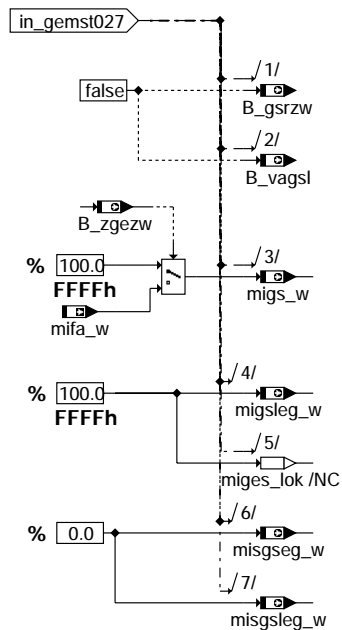 in_gemst027
1/
false
B_gsrzw
2/
B_vagsl
B_zgezw
3/
% 100.0
FFFFh
migs_w
mifa_w
4/
% 100.0
migsleg_w
FFFFh
5/
miges_lok /NC
6/
% 0.0
misgseg_w
7/
misgsleg_w